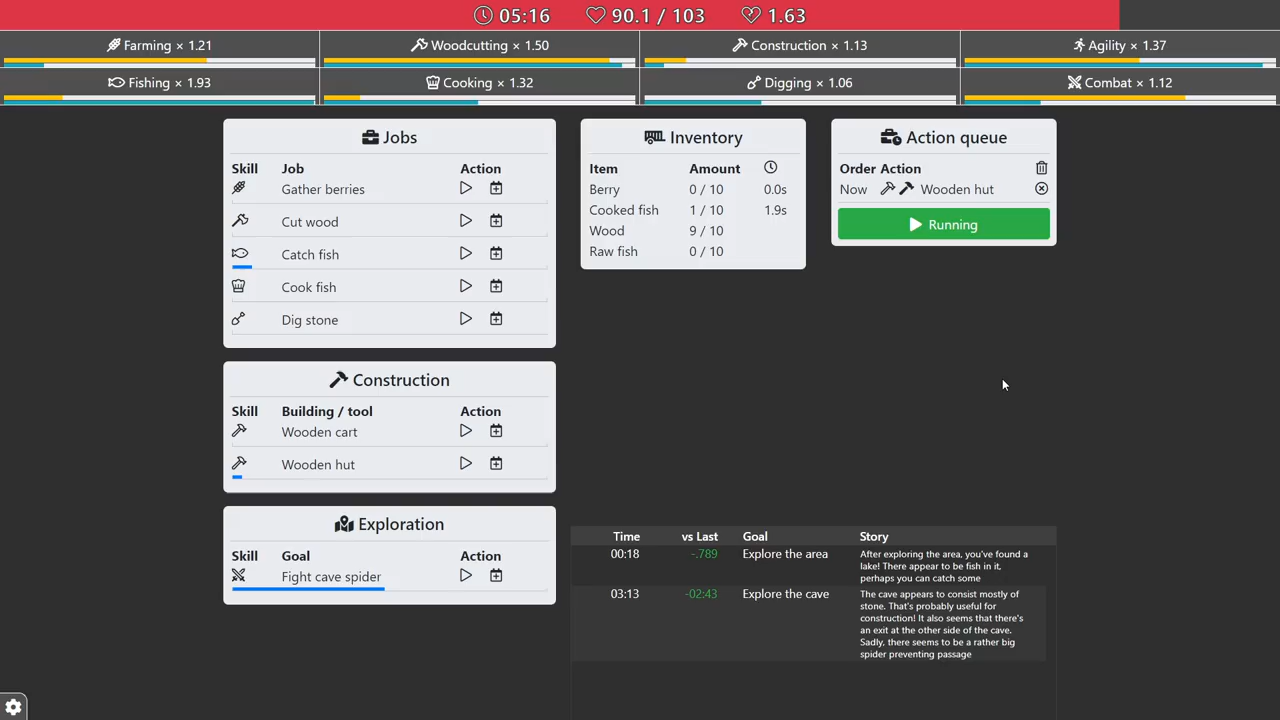 05:16 90.1 / 103 1.63
Farming × 1.21 Woodcutting × 1.50 Construction × 1.13 Agility × 1.37
Fishing × 1.93 Cooking × 1.32 Digging × 1.06 Combat × 1.12
Jobs
Skill Job Action
Gather berries
Cut wood
Catch fish
Cook fish
Dig stone
Construction
Skill Building / tool Action
Wooden cart
Wooden hut
Exploration
Skill Goal Action
Fight cave spider
Inventory
Item Amount
Berry 0 / 10 0.0s
Cooked fish 1 / 10 1.9s
Wood 9 / 10
Raw fish 0 / 10
Action queue
Order Action
Now Wooden hut
Running
Time vs Last Goal Story
00:18 -.789 Explore the area After exploring the area, you've found a
lake! There appear to be fish in it,
perhaps you can catch some
03:13 -02:43 Explore the cave The cave appears to consist mostly of
stone. That's probably useful for
construction! It also seems that there's
an exit at the other side of the cave.
Sadly, there seems to be a rather big
spider preventing passage